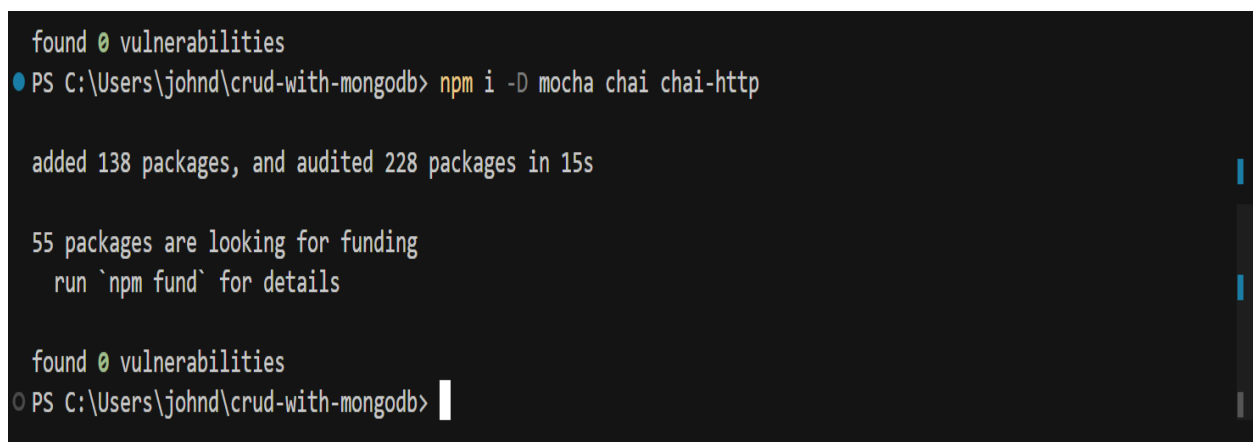 found 0 vulnerabilities
PS C:\Users\johnd\crud-with-mongodb> npm i -D mocha chai chai-http
added 138 packages, and audited 228 packages in 15s
55 packages are looking for funding
  run `npm fund` for details
found 0 vulnerabilities
PS C:\Users\johnd\crud-with-mongodb>